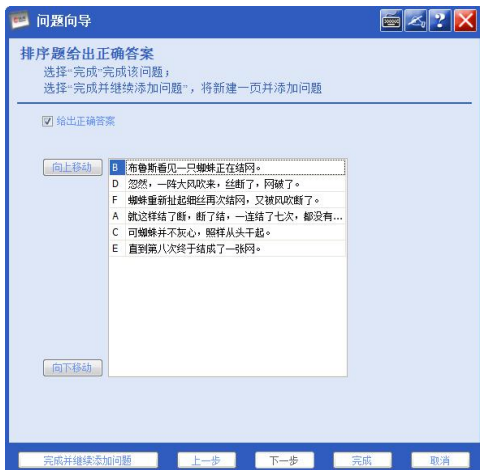 问题向导
排序题给出正确答案
选择“完成”完成该问题；
选择“完成并继续添加问题”，将新建一页并添加问题
给出正确答案
向上移动
B 布鲁斯看见一只蜘蛛正在结网。
D 忽然，一阵大风吹来，丝断了，网破了。
F 蜘蛛重新扯起细丝再次结网，又被风吹断了。
A 就这样结了断，断了结，一连结了七次，都没有...
C 可蜘蛛并不灰心，照样从头干起。
E 直到第八次终于结成了一张网。
向下移动
完成并继续添加问题 上一步 下一步 完成 取消